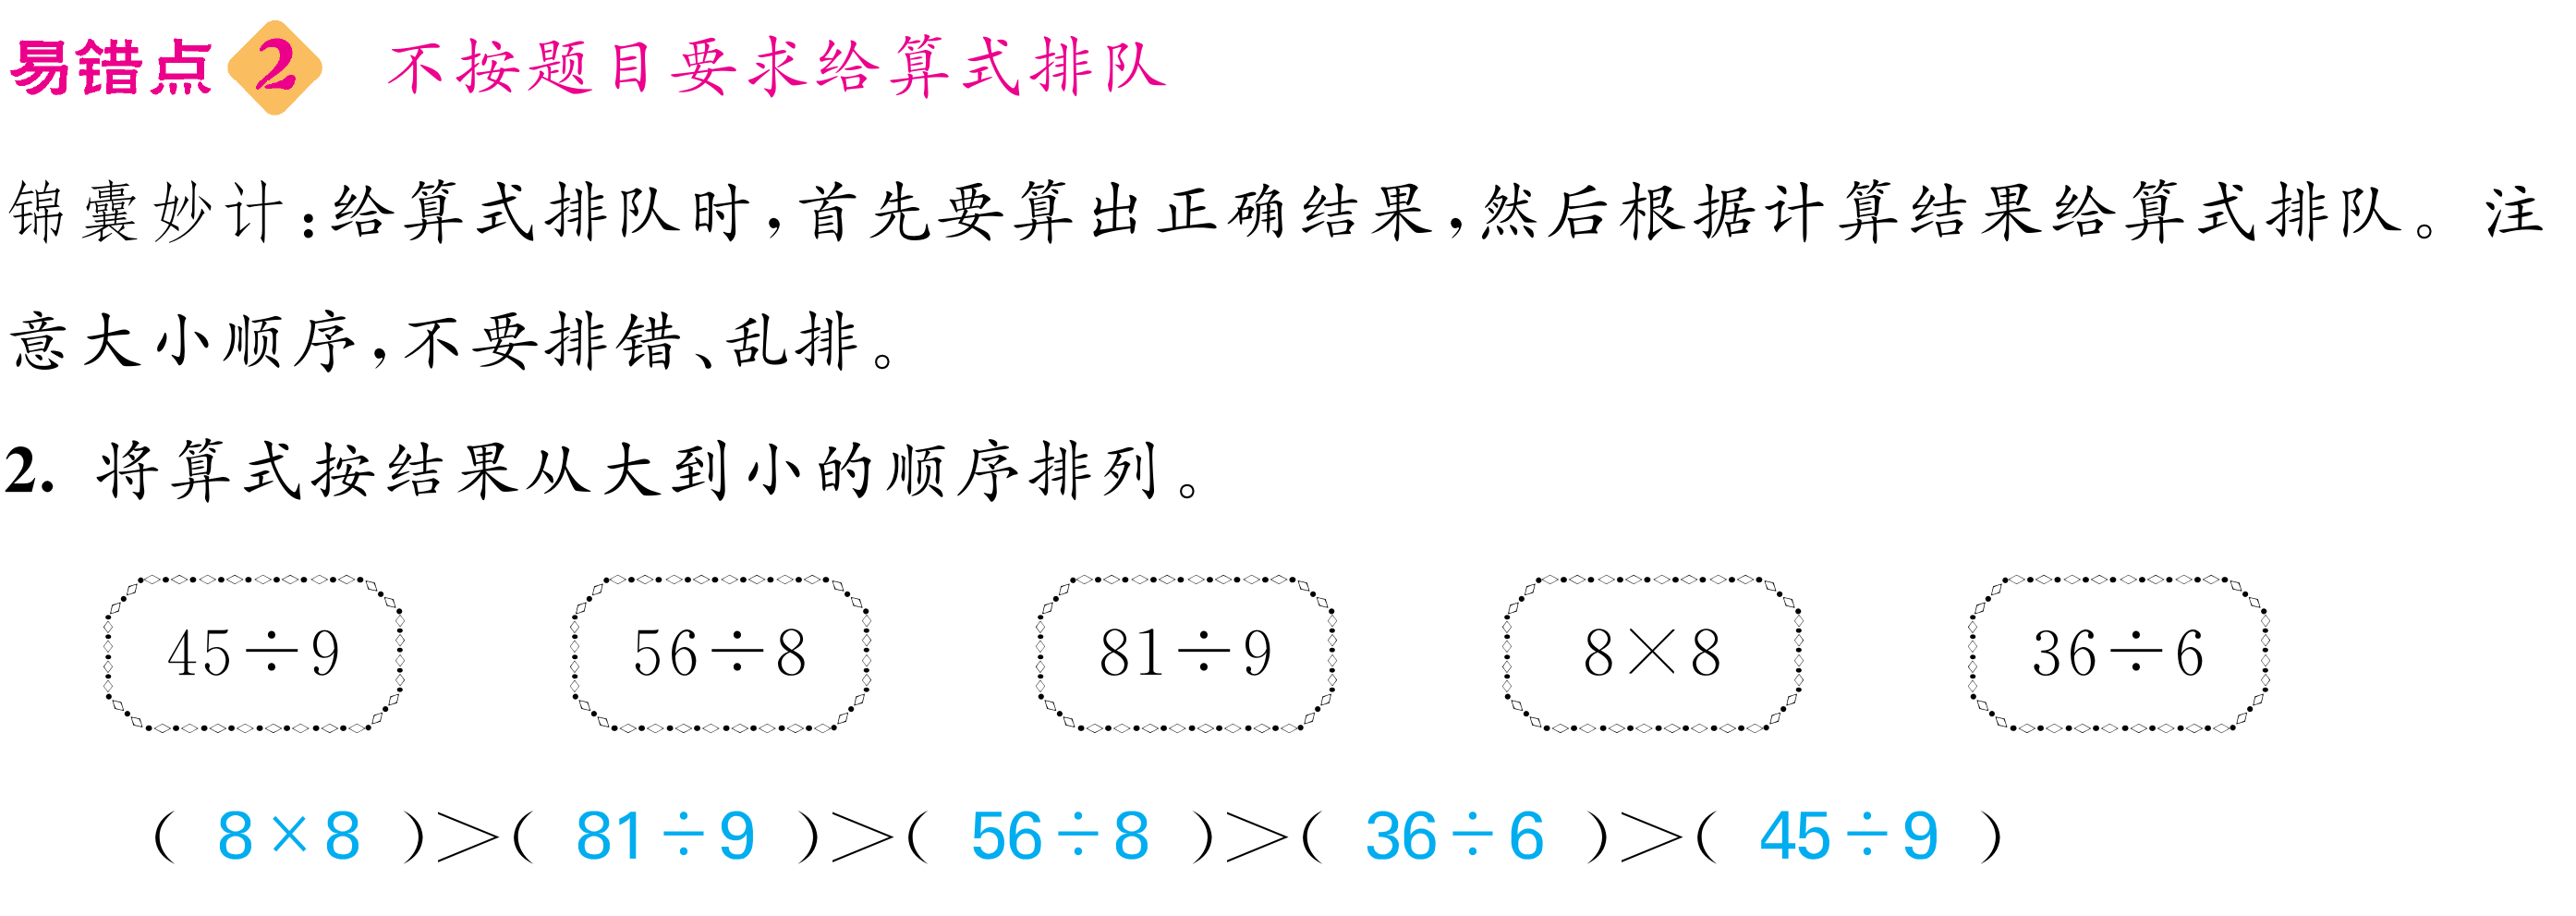 易错点2 不按题目要求给算式排队
锦囊妙计:给算式排队时,首先要算出正确结果,然后根据计算结果给算式排队。注
意大小顺序,不要排错、乱排。
2. 将算式按结果从大到小的顺序排列。
45÷9 56÷8 81÷9 8×8 36÷6
( 8×8 )>( 81÷9 )>( 56÷8 )>( 36÷6 )>( 45÷9 )